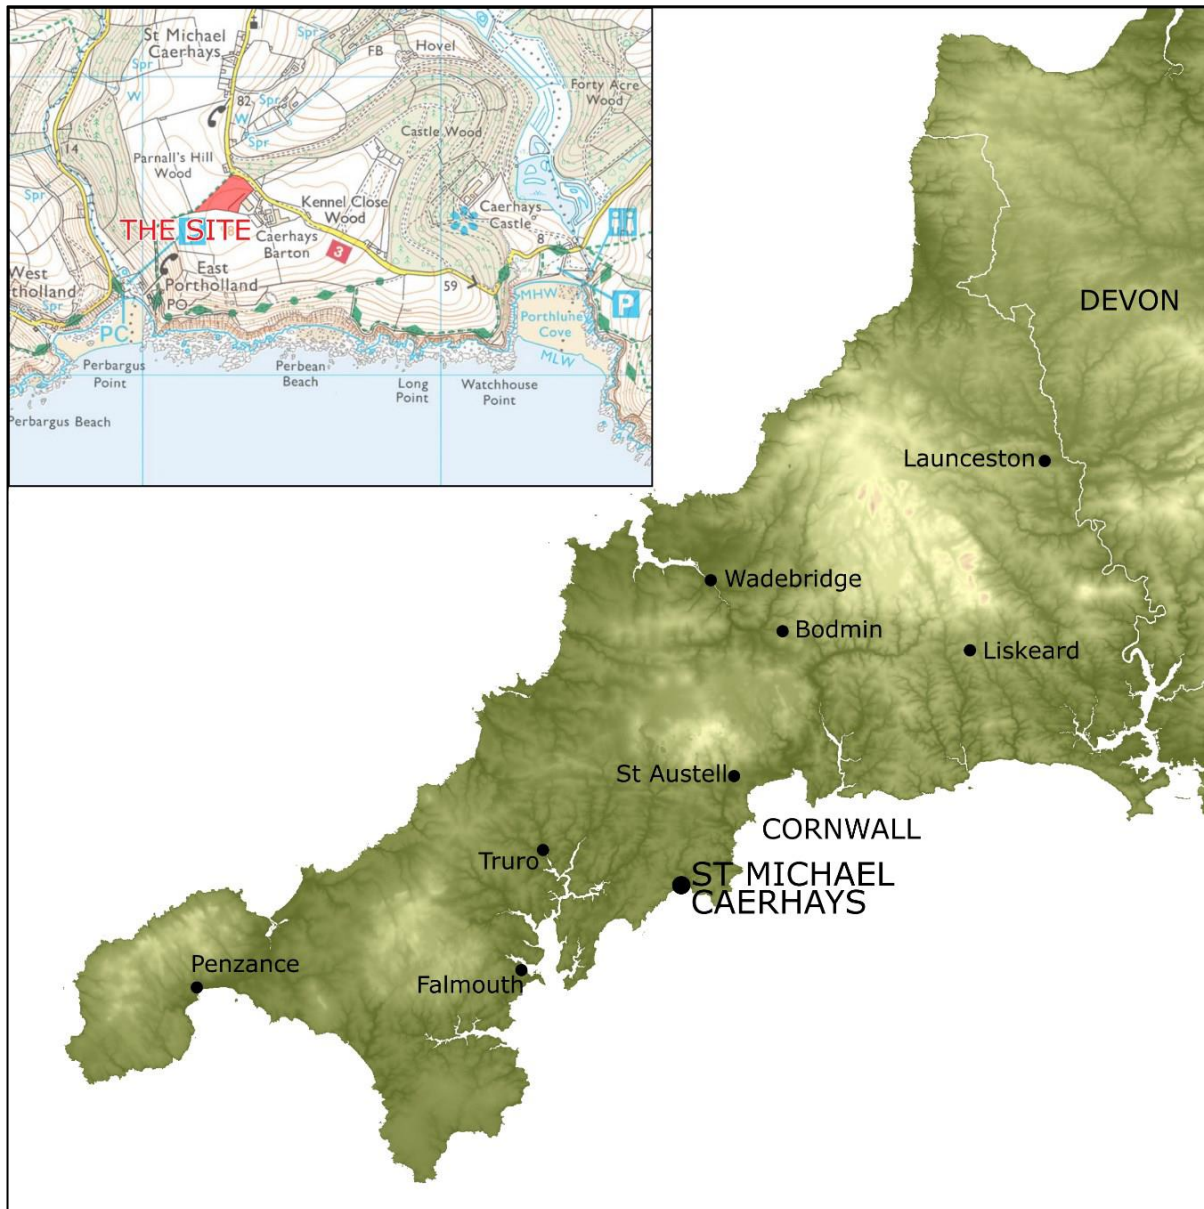 St Michael
Caerhays
Spr
FB
Hovel
Forty Acre
Wood
Spr
W
82
Spr
W
Spr
Castle Wood
14
Parnall's Hill
Wood
Spr
Kennel Close
Wood
Caerhays
Castle
THE SITE
Caerhays
Barton
3
8
West
rtholland
East
Portholland
59
P
Spr
PO
MHW
Porthlune
Cove
PC
MLW
Perbargus
Point
Perbean
Beach
Long
Point
Watchhouse
Point
Perbargus Beach
DEVON
Launceston
Wadebridge
Bodmin
Liskeard
St Austell
CORNWALL
Truro
ST MICHAEL
CAERHAYS
Penzance
Falmouth